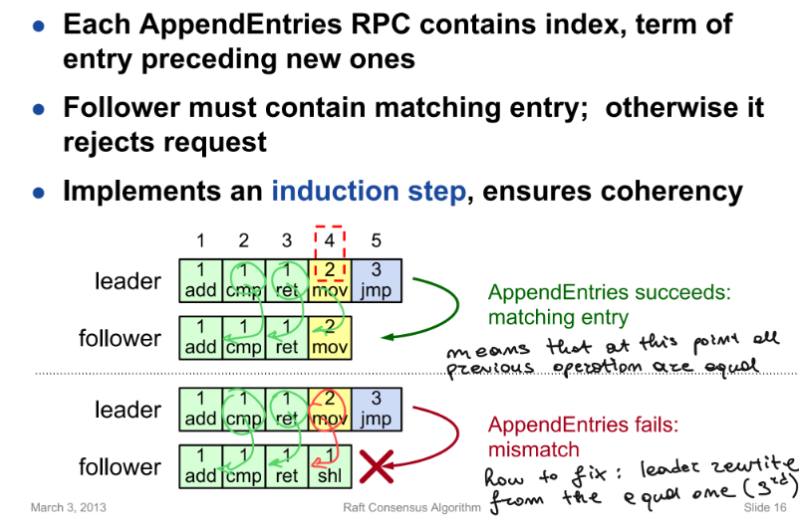 ● Each AppendEntries RPC contains index, term of
entry preceding new ones
● Follower must contain matching entry; otherwise it
rejects request
● Implements an induction step, ensures coherency
1 2 3 4 5
1 1 1 2 3
leader add cmp ret mov jmp
1 1 1 2
follower add cmp ret mov
AppendEntries succeeds:
matching entry
means that at this point all
previous operation are equal
1 1 1 2 3
leader add cmp ret mov jmp
1 1 1 1
follower add cmp ret shl
AppendEntries fails:
mismatch
How to fix: leader rewrite
from the equal one (3rd)
March 3, 2013 Raft Consensus Algorithm Slide 16